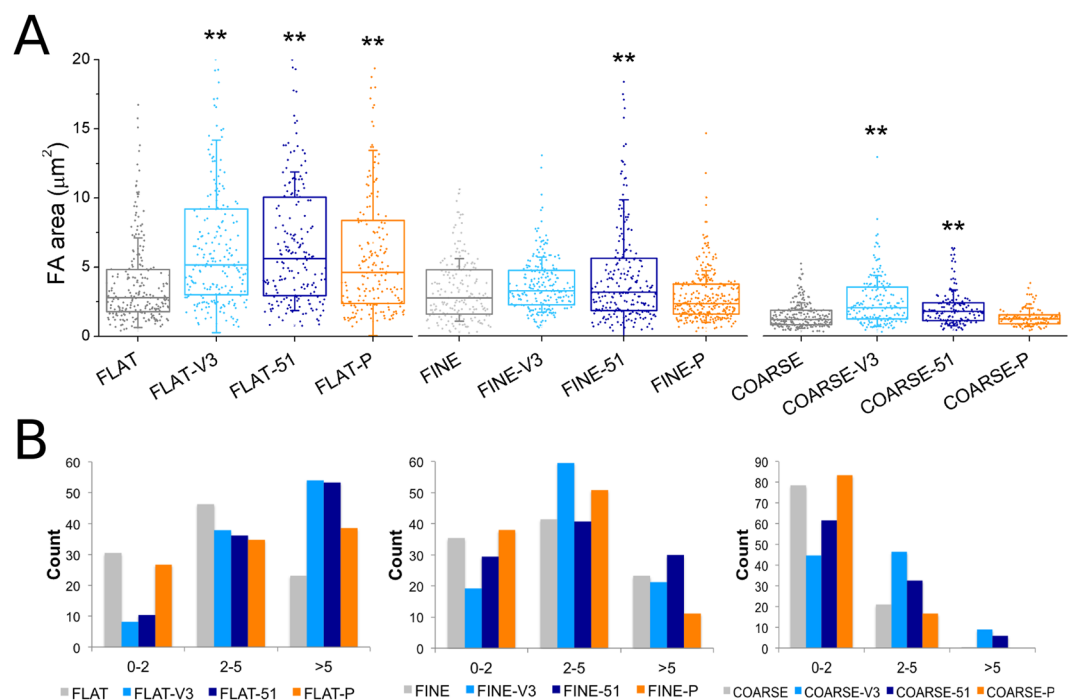 A
** ** ** ** ** **
FA area (μm²)
20
15
10
5
0
FLAT FLAT-V3 FLAT-51 FLAT-P FINE FINE-V3 FINE-51 FINE-P COARSE COARSE-V3 COARSE-51 COARSE-P
B
Count
60
50
40
30
20
10
0
0-2 2-5 >5
FLAT FLAT-V3 FLAT-51 FLAT-P
Count
60
50
40
30
20
10
0
0-2 2-5 >5
FINE FINE-V3 FINE-51 FINE-P
Count
90
80
70
60
50
40
30
20
10
0
0-2 2-5 >5
COARSE COARSE-V3 COARSE-51 COARSE-P